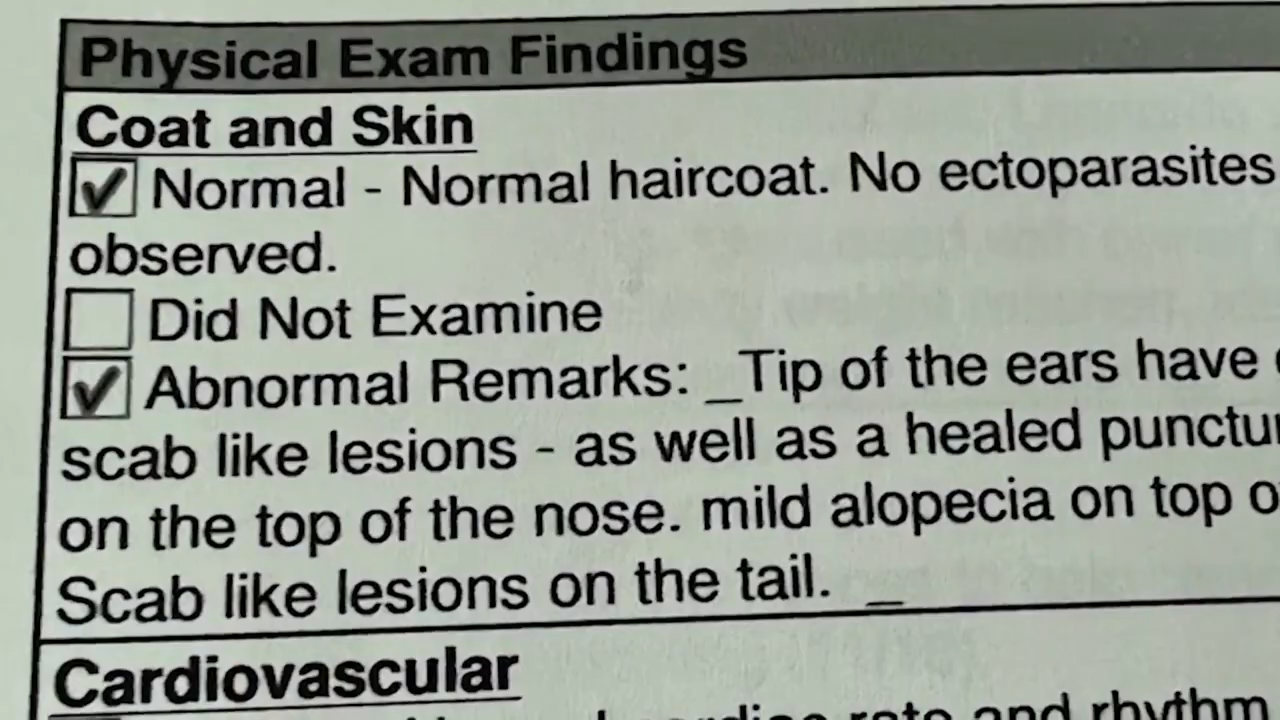 Physical Exam Findings
Coat and Skin
Normal - Normal haircoat. No ectoparasites
observed.
Did Not Examine
Abnormal Remarks: _Tip of the ears have
scab like lesions - as well as a healed
on the top of the nose. mild alopecia on top
Scab like lesions on the tail. _
Cardiovascular
and rhythm